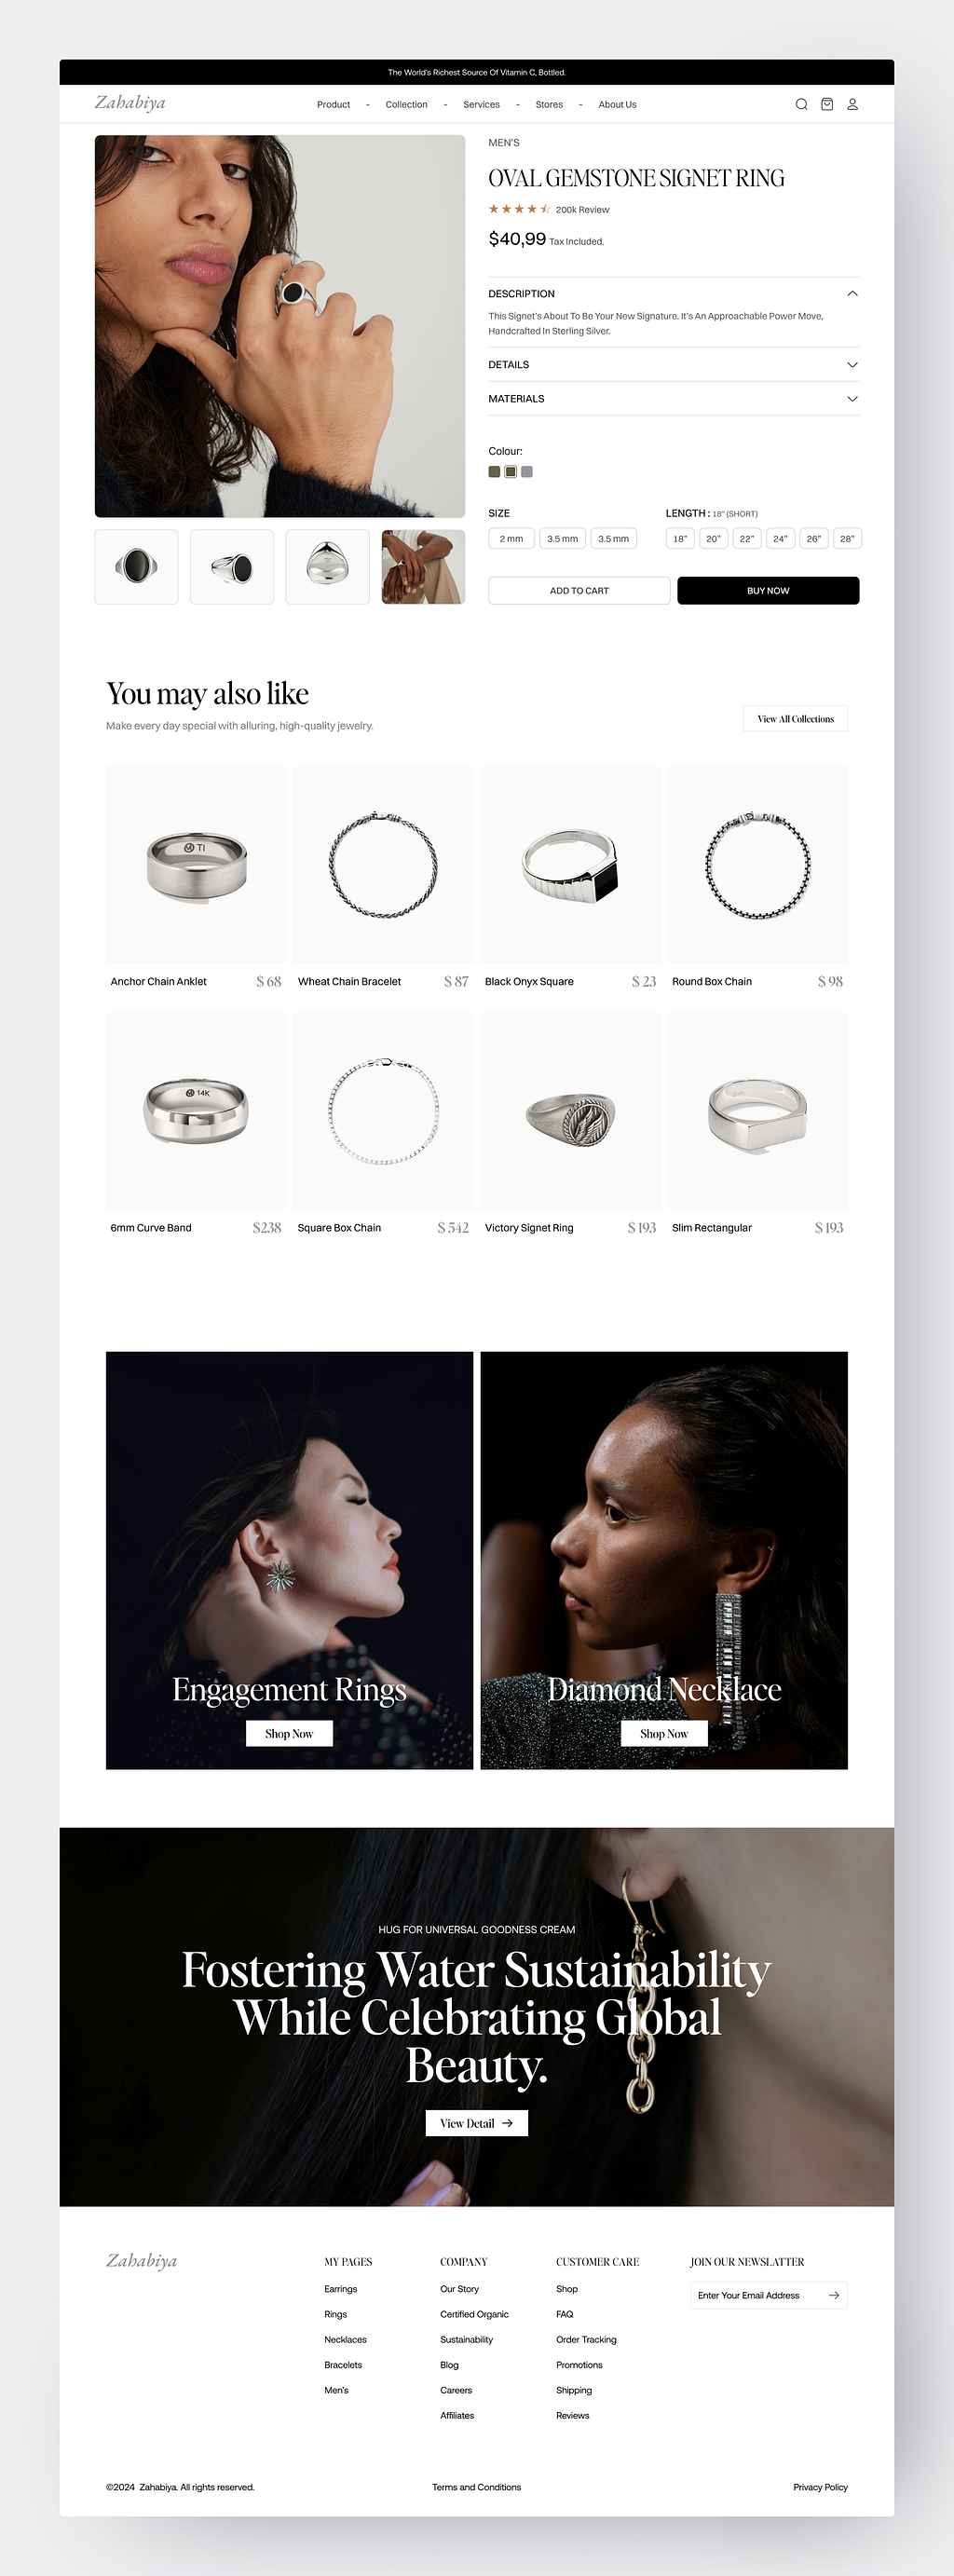 The World's Richest Source Of Vitamin C, Bottled.
Zahabiya
Product - Collection - Services - Stores - About Us
MEN'S
OVAL GEMSTONE SIGNET RING
200k Review
$40,99 Tax Included.
DESCRIPTION
This Signet's About To Be Your New Signature. It's An Approachable Power Move,
Handcrafted In Sterling Silver.
DETAILS
MATERIALS
Colour:
SIZE
2 mm 3.5 mm 3.5 mm
LENGTH : 18" (SHORT)
18" 20" 22" 24" 26" 28"
ADD TO CART
BUY NOW
You may also like
Make every day special with alluring, high-quality jewelry.
View All Collections
TI
Anchor Chain Anklet $ 68
Wheat Chain Bracelet $ 87
Black Onyx Square $ 23
Round Box Chain $ 98
14K
6mm Curve Band $238
Square Box Chain $ 542
Victory Signet Ring $ 193
Slim Rectangular $ 193
Engagement Rings
Shop Now
Diamond Necklace
Shop Now
HUG FOR UNIVERSAL GOODNESS CREAM
Fostering Water Sustainability
While Celebrating Global
Beauty.
View Detail
Zahabiya
MY PAGES
Earrings
Rings
Necklaces
Bracelets
Men's
COMPANY
Our Story
Certified Organic
Sustainability
Blog
Careers
Affiliates
CUSTOMER CARE
Shop
FAQ
Order Tracking
Promotions
Shipping
Reviews
JOIN OUR NEWSLATTER
Enter Your Email Address
©2024 Zahabiya. All rights reserved.
Terms and Conditions
Privacy Policy